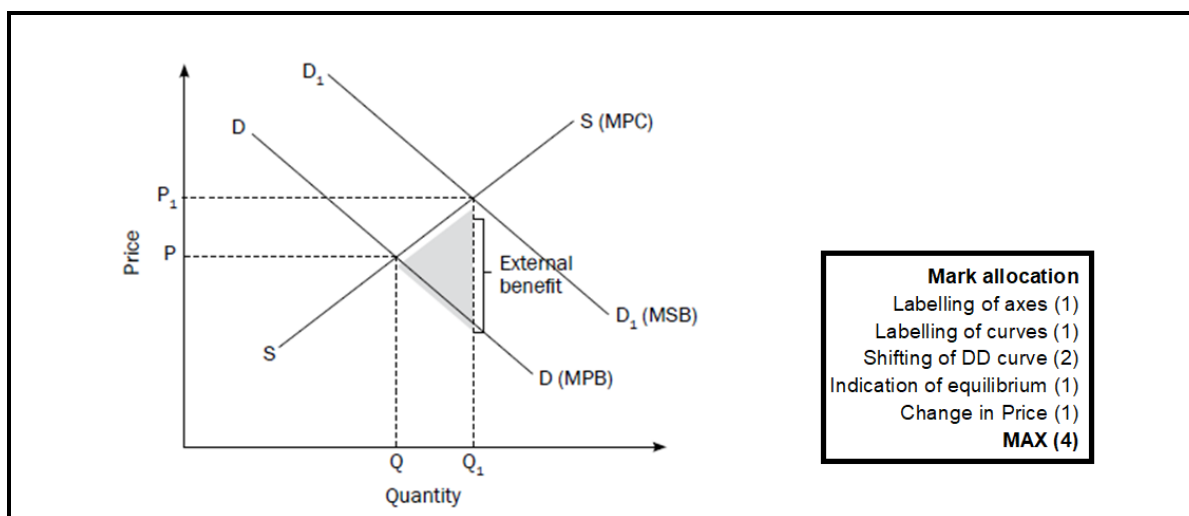 D₁
D
S (MPC)
P₁
P
Price
External
benefit
D₁ (MSB)
S
D (MPB)
Q
Q₁
Quantity
Mark allocation
Labelling of axes (1)
Labelling of curves (1)
Shifting of DD curve (2)
Indication of equilibrium (1)
Change in Price (1)
MAX (4)